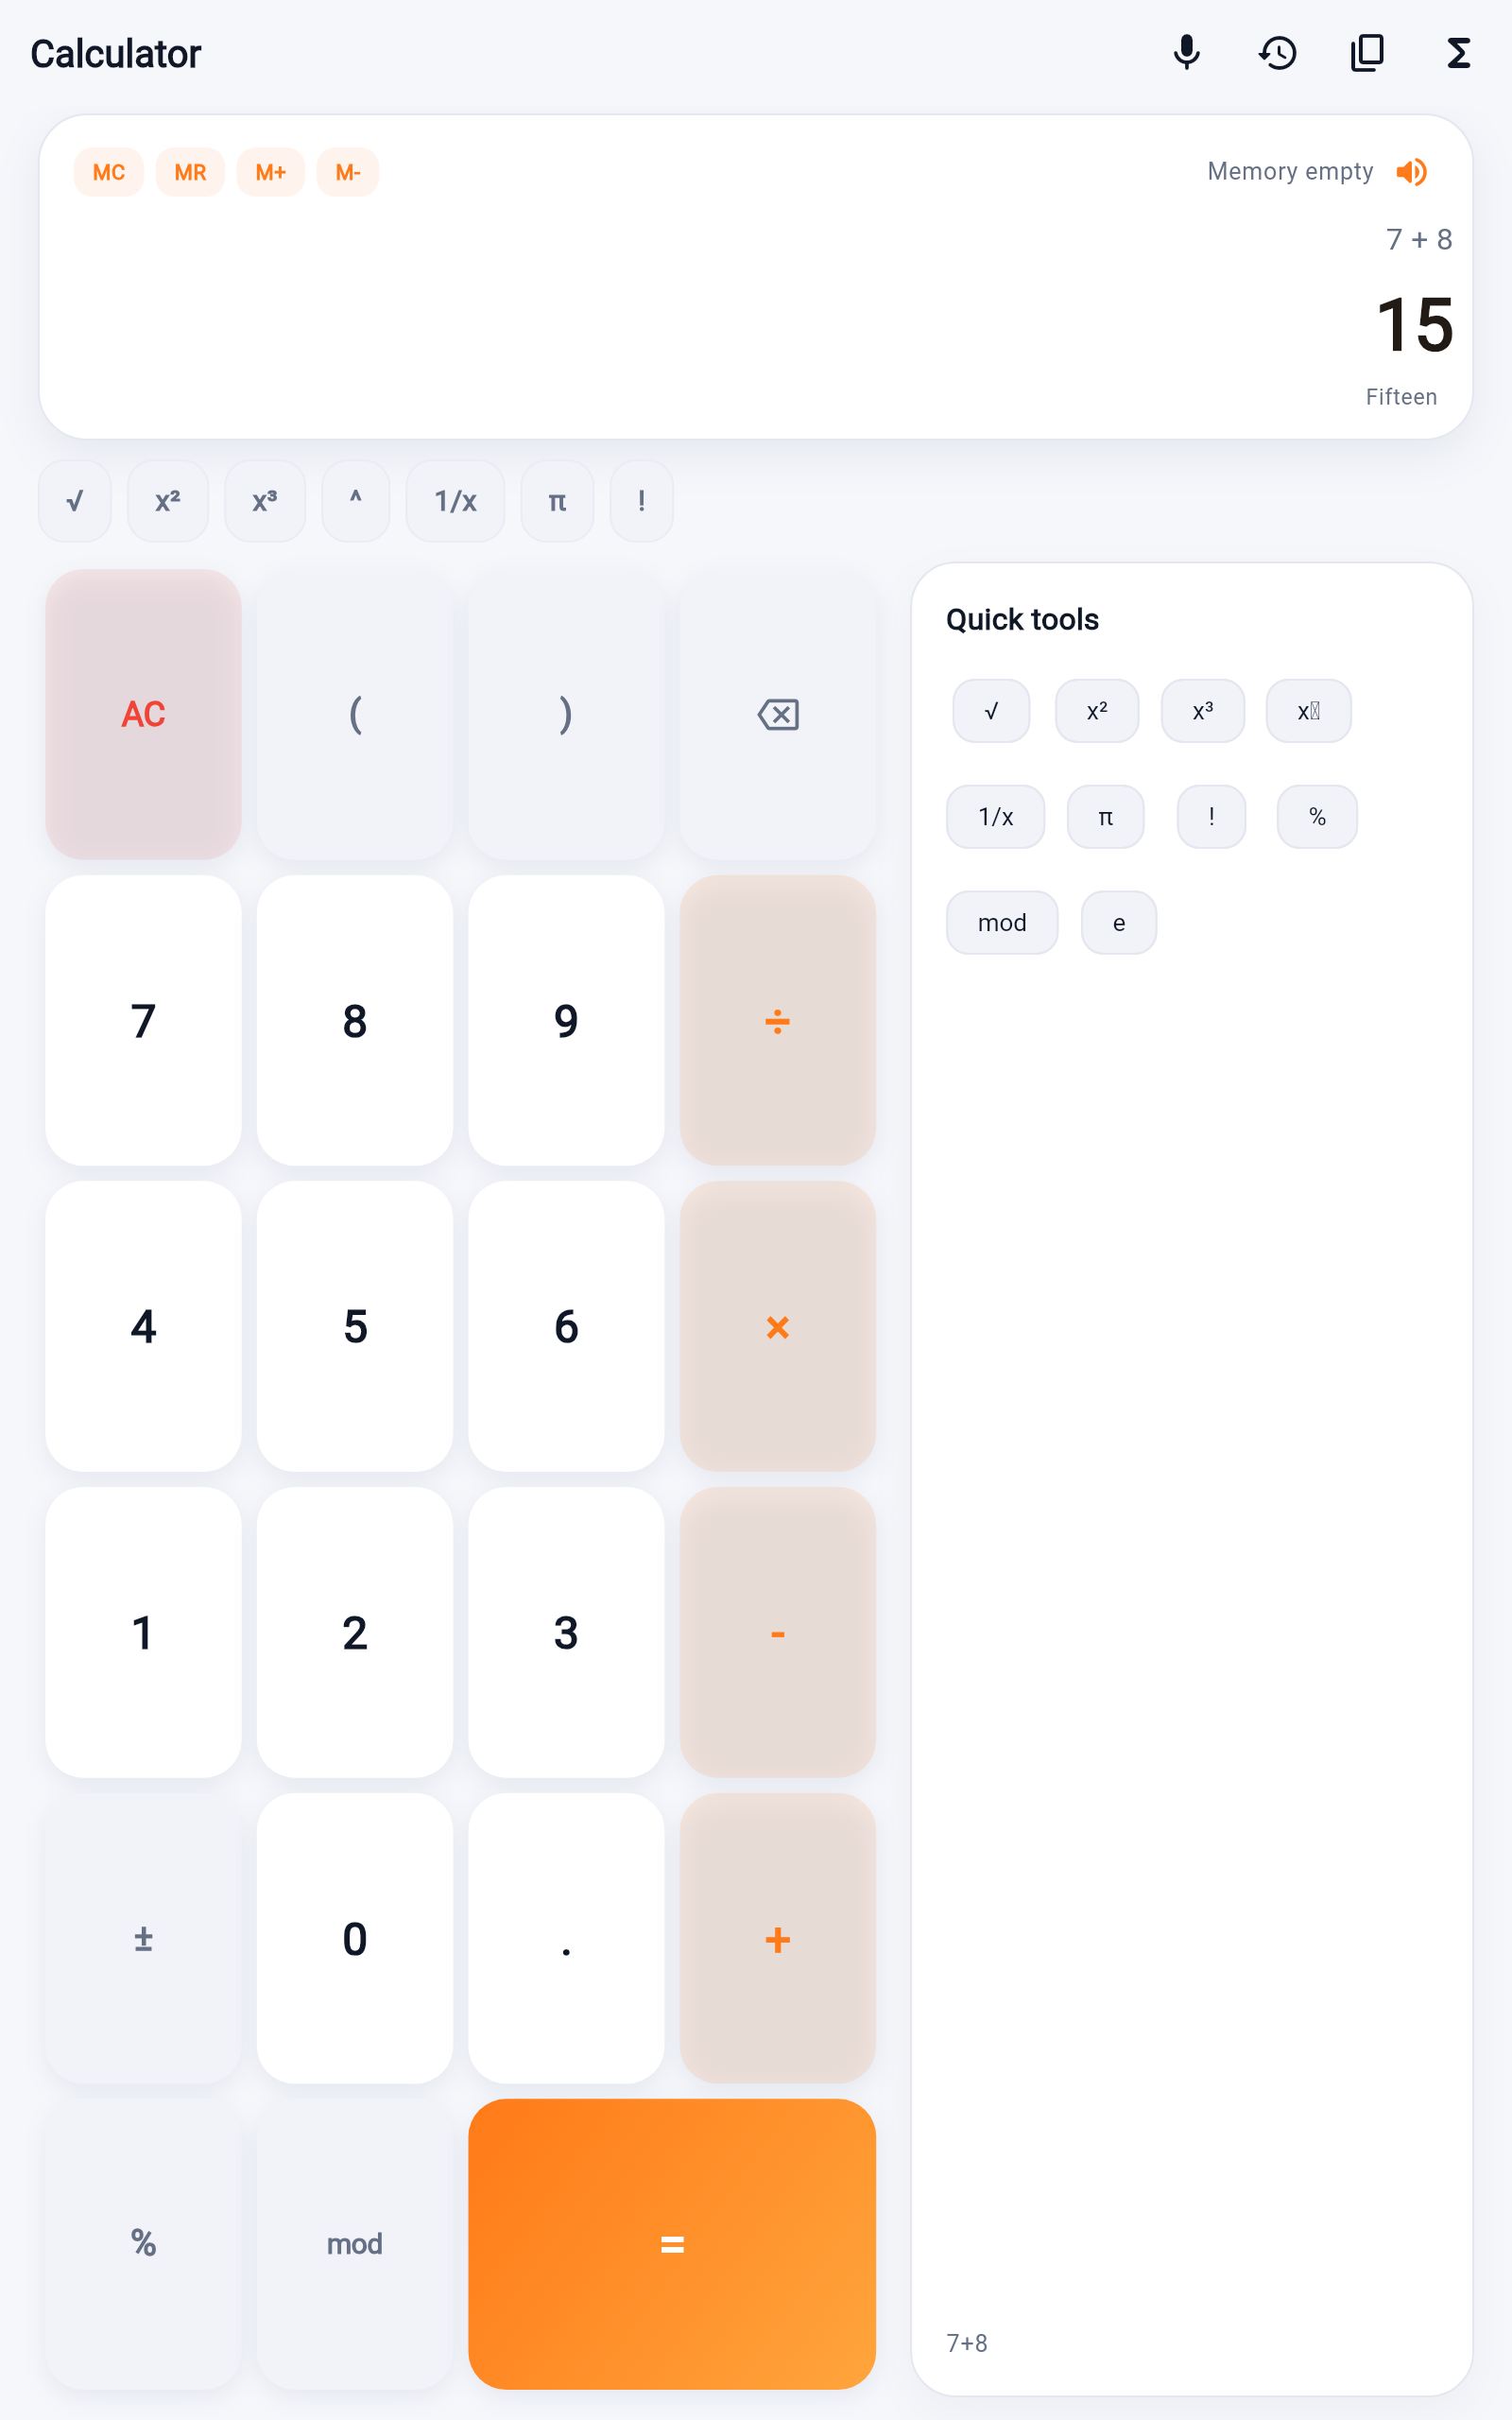 Calculator
MC MR M+ M- Memory empty
7 + 8
15
Fifteen
√ x² x³ ^ 1/x π !
AC ( )
7 8 9 ÷
4 5 6 ×
1 2 3 -
± 0 . +
% mod =
Quick tools
√ x² x³ x
1/x π ! %
mod e
7+8